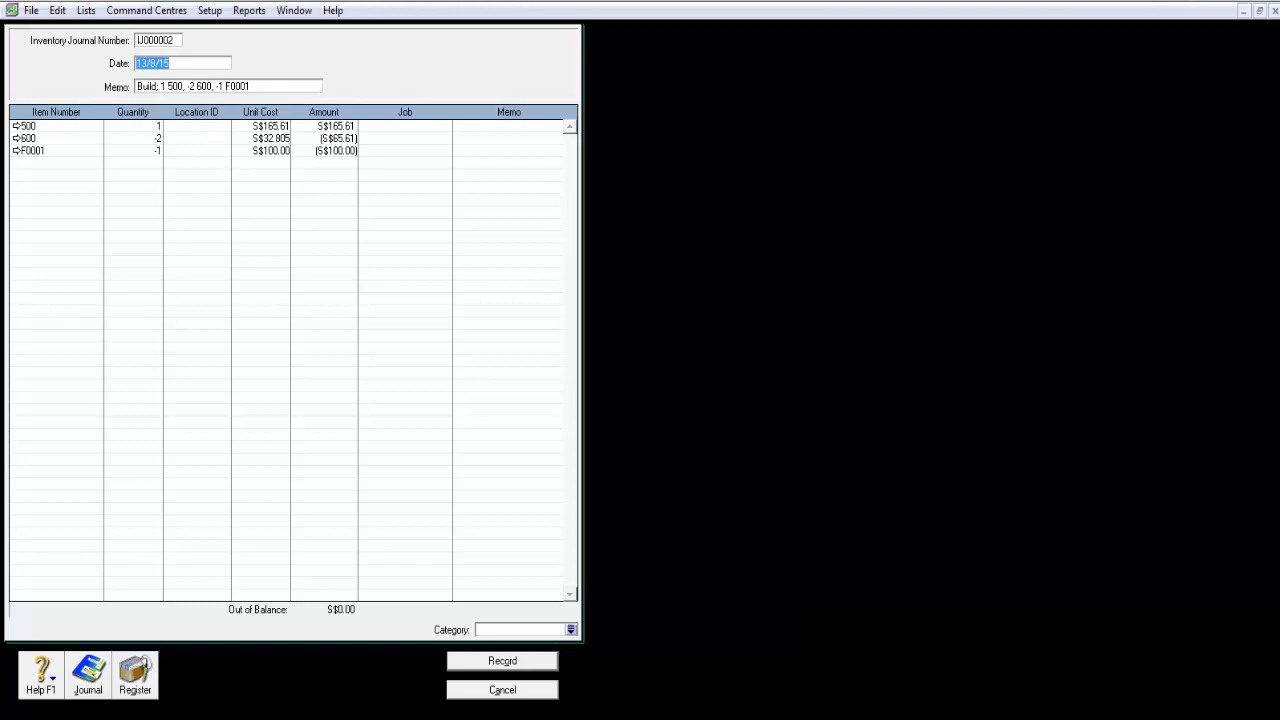 File Edit Lists Command Centres Setup Reports Window Help
Inventory Journal Number: IJ000002
Date: 13/8/15
Memo: Build; 1 500, -2 600, -1 F0001
Item Number Quantity Location ID Unit Cost Amount Job Memo
500 1 S$165.61 S$165.61
600 -2 S$32.805 (S$65.61)
F0001 -1 S$100.00 (S$100.00)
Out of Balance: S$0.00
Category:
Help F1 Journal Register Record
Cancel